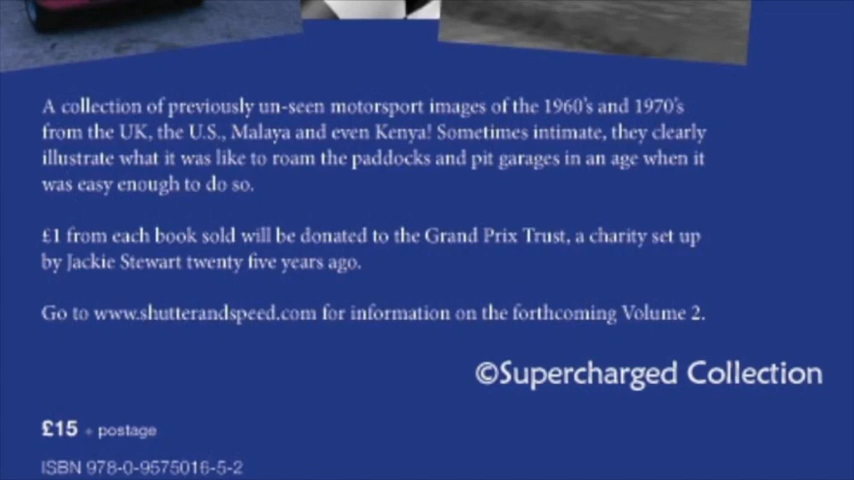 A collection of previously un-seen motorsport images of the 1960's and 1970's
from the UK, the U.S., Malaya and even Kenya! Sometimes intimate, they clearly
illustrate what it was like to roam the paddocks and pit garages in an age when it
was easy enough to do so.
£1 from each book sold will be donated to the Grand Prix Trust, a charity set up
by Jackie Stewart twenty five years ago.
Go to www.shutterandspeed.com for information on the forthcoming Volume 2.
©Supercharged Collection
£15 + postage
ISBN 978-0-9575016-5-2